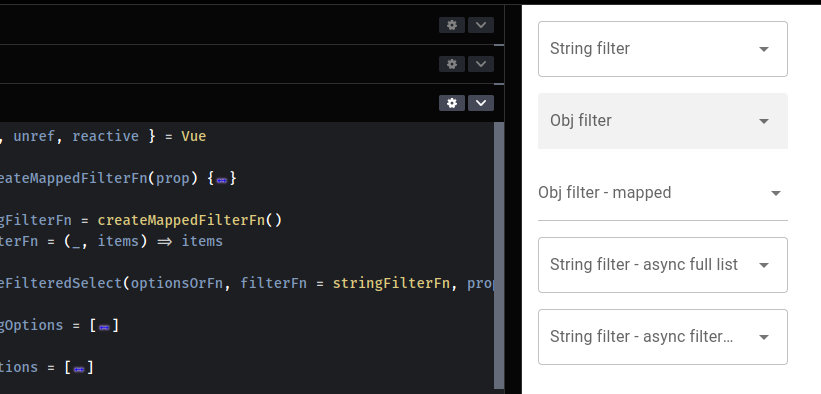 , unref, reactive } = Vue
eateMappedFilterFn(prop) {
}
gFilterFn = createMappedFilterFn()
terFn = (_, items) => items
eFilteredSelect(optionsOrFn, filterFn = stringFilterFn, prop
gOptions = [
]
tions = [
]
String filter
Obj filter
Obj filter - mapped
String filter - async full list
String filter - async filter...